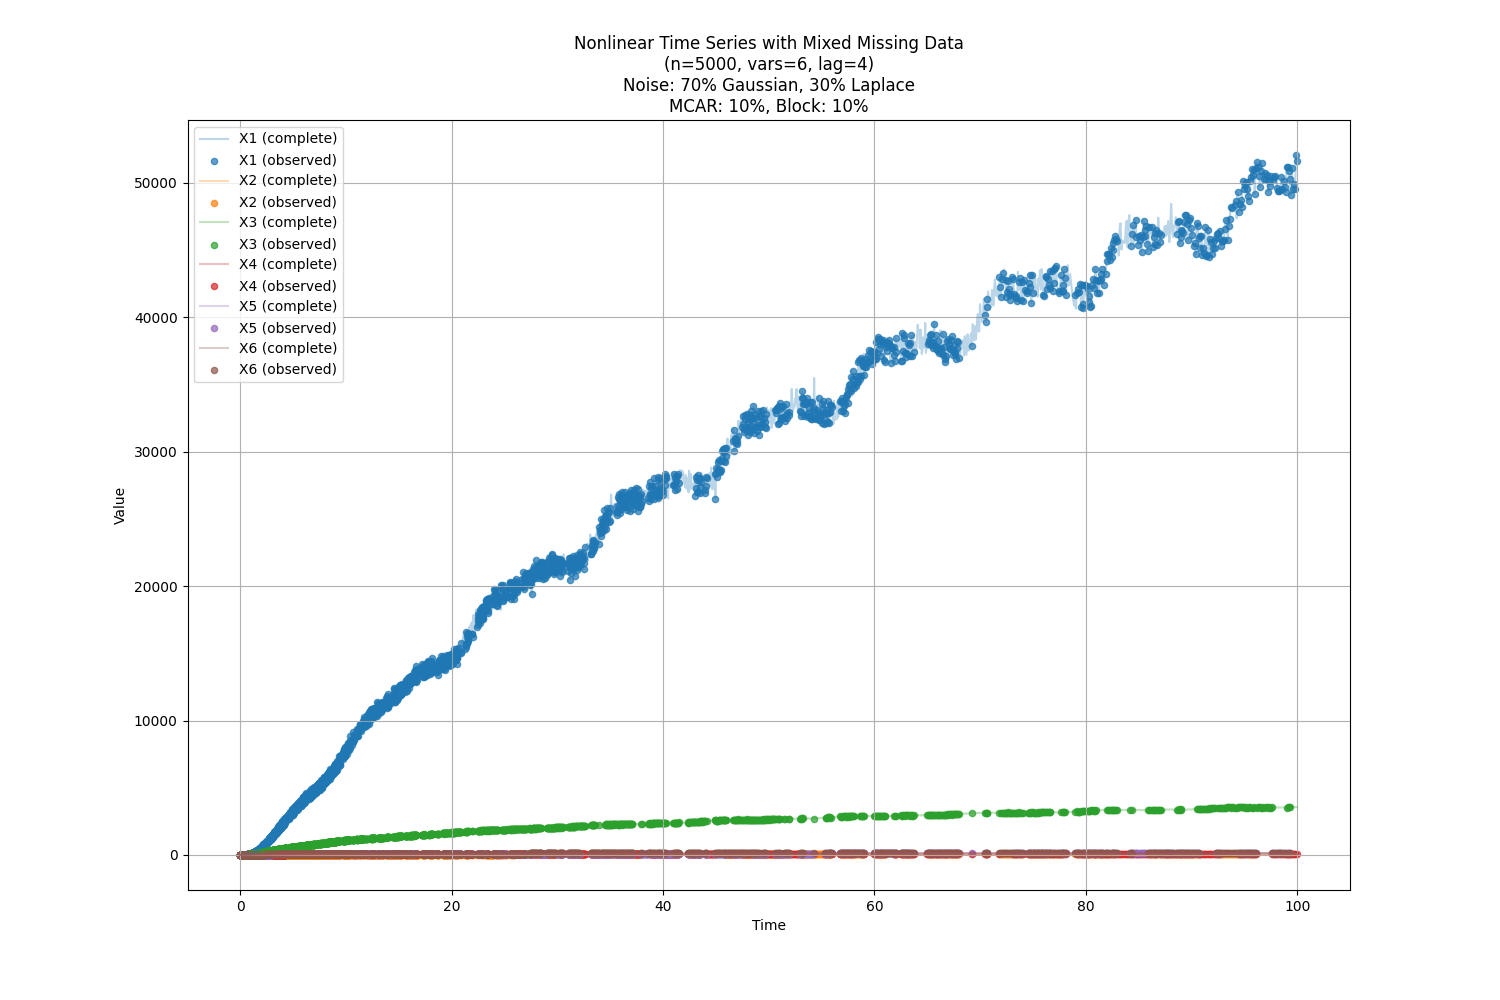 Nonlinear Time Series with Mixed Missing Data
(n=5000, vars=6, lag=4)
Noise: 70% Gaussian, 30% Laplace
MCAR: 10%, Block: 10%
X1 (complete)
X1 (observed)
X2 (complete)
X2 (observed)
X3 (complete)
X3 (observed)
X4 (complete)
X4 (observed)
X5 (complete)
X5 (observed)
X6 (complete)
X6 (observed)
50000
40000
30000
20000
10000
0
Value
0 20 40 60 80 100
Time